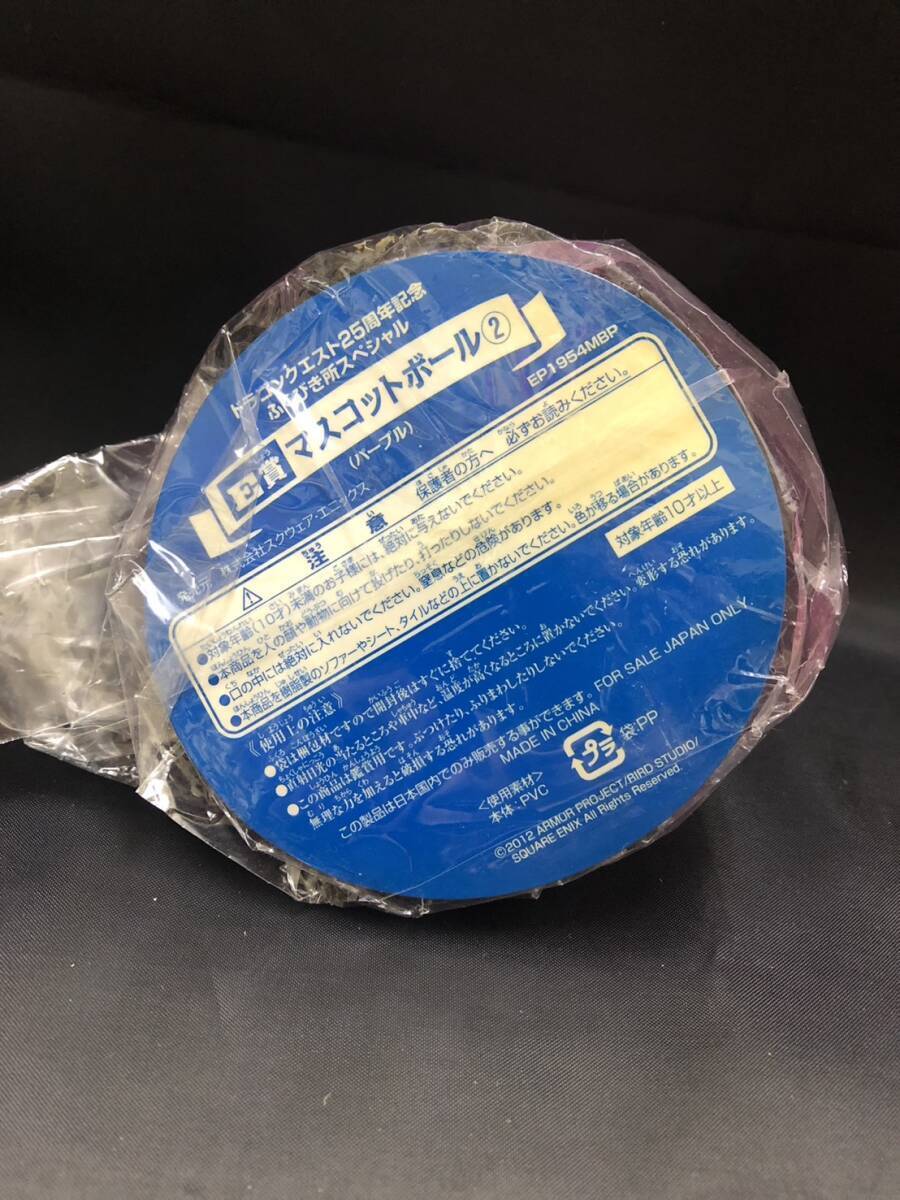 ドラゴンクエスト25周年記念
ふくびき所スペシャル
E賞 マスコットボール②
(パープル)
EP1954MBP
発売元 株式会社スクウェア・エニックス
⚠ 注意 保護者の方へ 必ずお読みください。
●対象年齢(10才)未満のお子様には、絶対に与えないでください。
●本商品を人の顔や動物に向けて投げたり、打ったりしないでください。
●口の中には絶対に入れないでください。窒息などの危険があります。
●本商品を樹脂製のソファーやシート、タイルなどの上に置かないでください。色が移る場合があります。
対象年齢10才以上
《使用上の注意》
●袋は梱包材ですので開封後はすぐに捨ててください。
●直射日光のあたるところや車中など、温度が高くなるところに置かないでください。変形する恐れがあります。
●この商品は鑑賞用です。ぶつけたり、ふりまわしたりしないでください。
無理な力を加えると破損する恐れがあります。
この製品は日本国内でのみ販売する事ができます。 FOR SALE JAPAN ONLY
MADE IN CHINA
<使用素材>
本体:PVC
プラ
袋:PP
©2012 ARMOR PROJECT/BIRD STUDIO/
SQUARE ENIX All Rights Reserved.